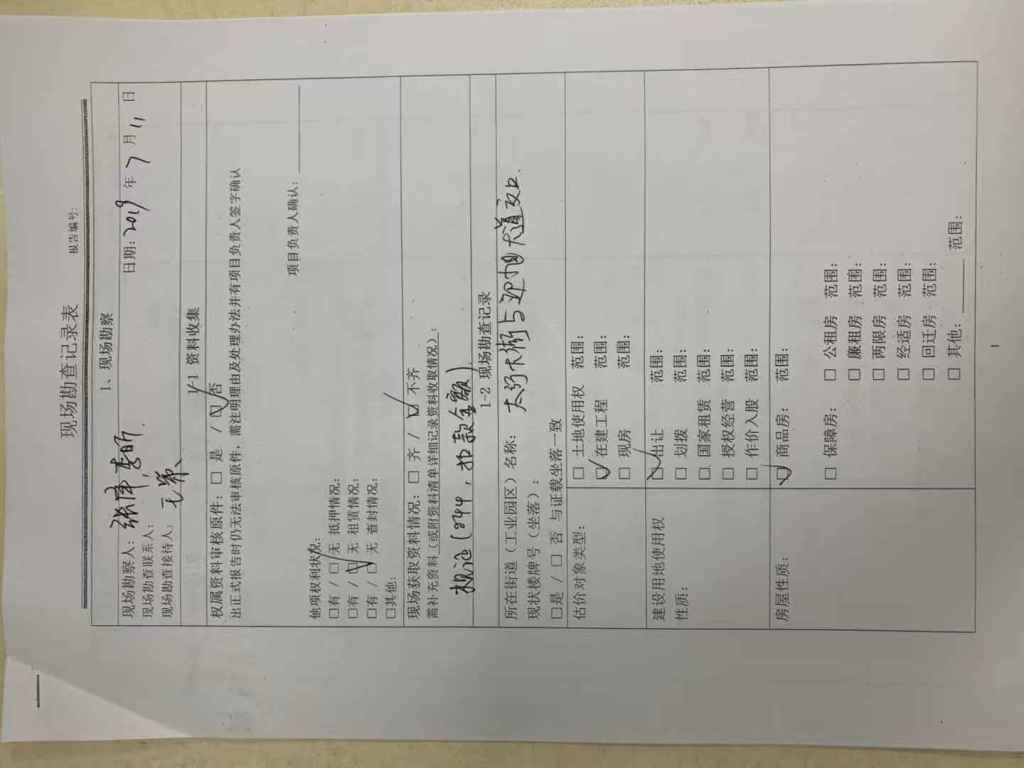 现场勘查记录表
报告编号:
1、现场勘察
现场勘察人: 日期: 2019 年 7 月 11 日
现场勘查联系人:
现场勘查接待人:
1-1 资料收集
权属资料审核原件: □ 是 / □ 否
出正式报告时仍无法审核原件,需注明理由及处理办法并有项目负责人签字确认
项目负责人确认:
他项权利状况:
□有 / □无 抵押情况:
□有 / □无 租赁情况:
□有 / □无 查封情况:
□其他:
现场获取资料情况: □ 齐 / □ 不齐
需补充资料(或附资料清单详细记录资料收取情况):
款金额)
1-2 现场勘查记录
所在街道(工业园区)名称: 大街与迎宾大道交口.
现状楼牌号(坐落):
□是 / □ 否 与证载坐落一致
估价对象类型: □ 土地使用权 范围:
□ 在建工程 范围:
□ 现房 范围:
建设用地使用权性质: □ 出让 范围:
□ 划拨 范围:
□ 国家租赁 范围:
□ 授权经营 范围:
□ 作价入股 范围:
房屋性质: □ 商品房: 范围:
□ 保障房: □ 公租房 范围:
□ 廉租房 范围:
□ 两限房 范围:
□ 经适房 范围:
□ 回迁房 范围:
□ 其他: 范围:
1